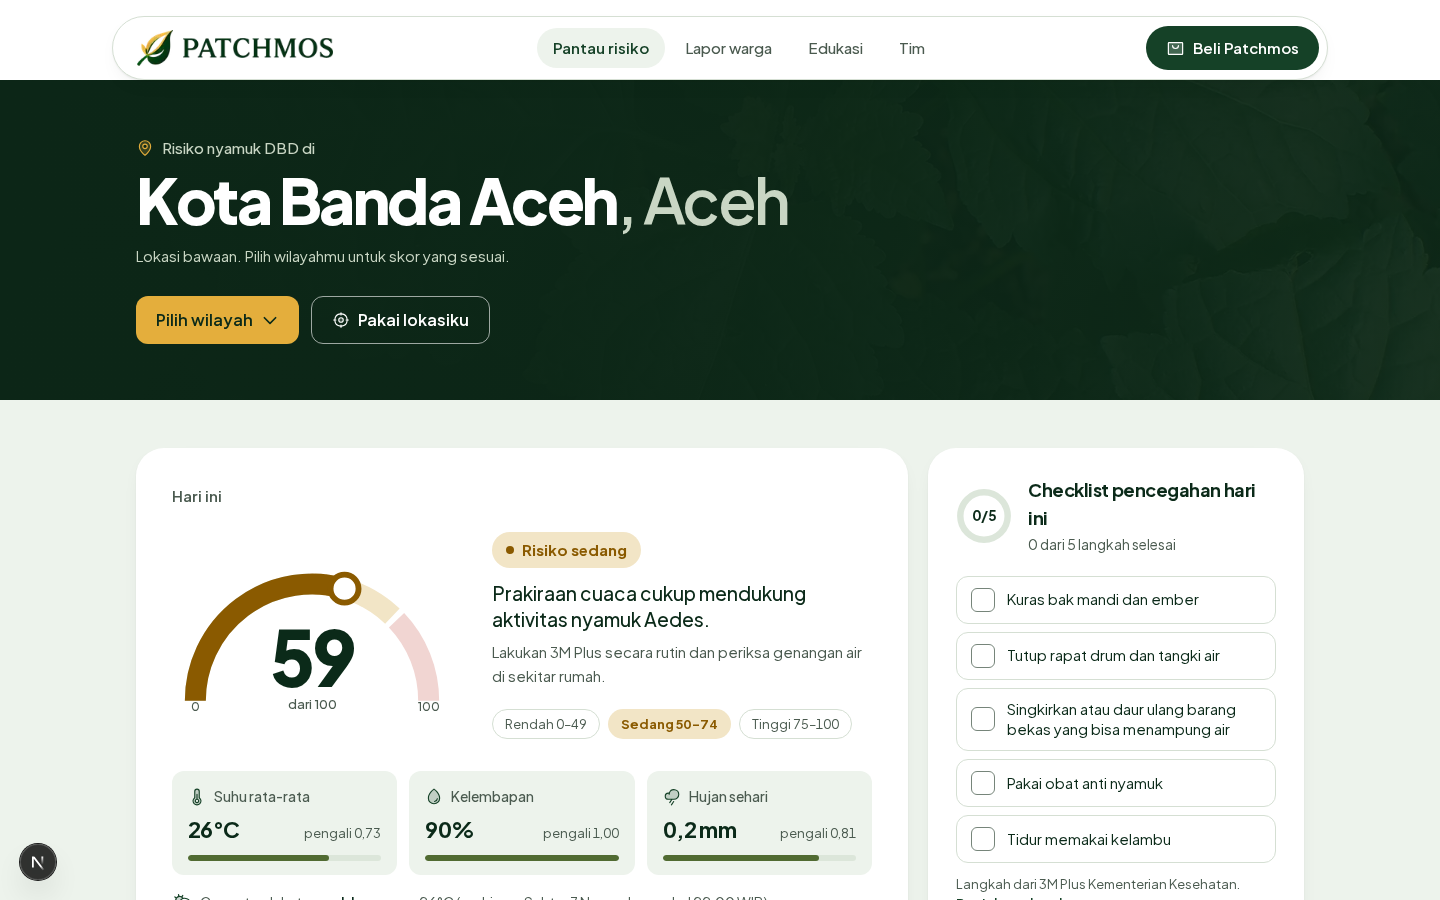 PATCHMOS
Pantau risiko
Lapor warga
Edukasi
Tim
Beli Patchmos
Risiko nyamuk DBD di
Kota Banda Aceh, Aceh
Lokasi bawaan. Pilih wilayahmu untuk skor yang sesuai.
Pilih wilayah
Pakai lokasiku
Hari ini
59
dari 100
0
100
Risiko sedang
Prakiraan cuaca cukup mendukung
aktivitas nyamuk Aedes.
Lakukan 3M Plus secara rutin dan periksa genangan air
di sekitar rumah.
Rendah 0–49
Sedang 50–74
Tinggi 75–100
Suhu rata-rata
26°C
pengali 0,73
Kelembapan
90%
pengali 1,00
Hujan sehari
0,2 mm
pengali 0,81
0/5
Checklist pencegahan hari
ini
0 dari 5 langkah selesai
Kuras bak mandi dan ember
Tutup rapat drum dan tangki air
Singkirkan atau daur ulang barang
bekas yang bisa menampung air
Pakai obat anti nyamuk
Tidur memakai kelambu
Langkah dari 3M Plus Kementerian Kesehatan.
N